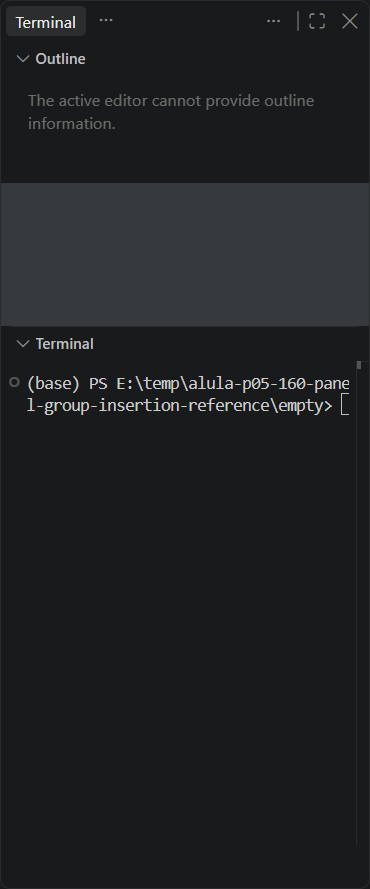 Terminal
Outline
The active editor cannot provide outline
information.
Terminal
(base) PS E:\temp\alula-p05-160-pane
l-group-insertion-reference\empty>